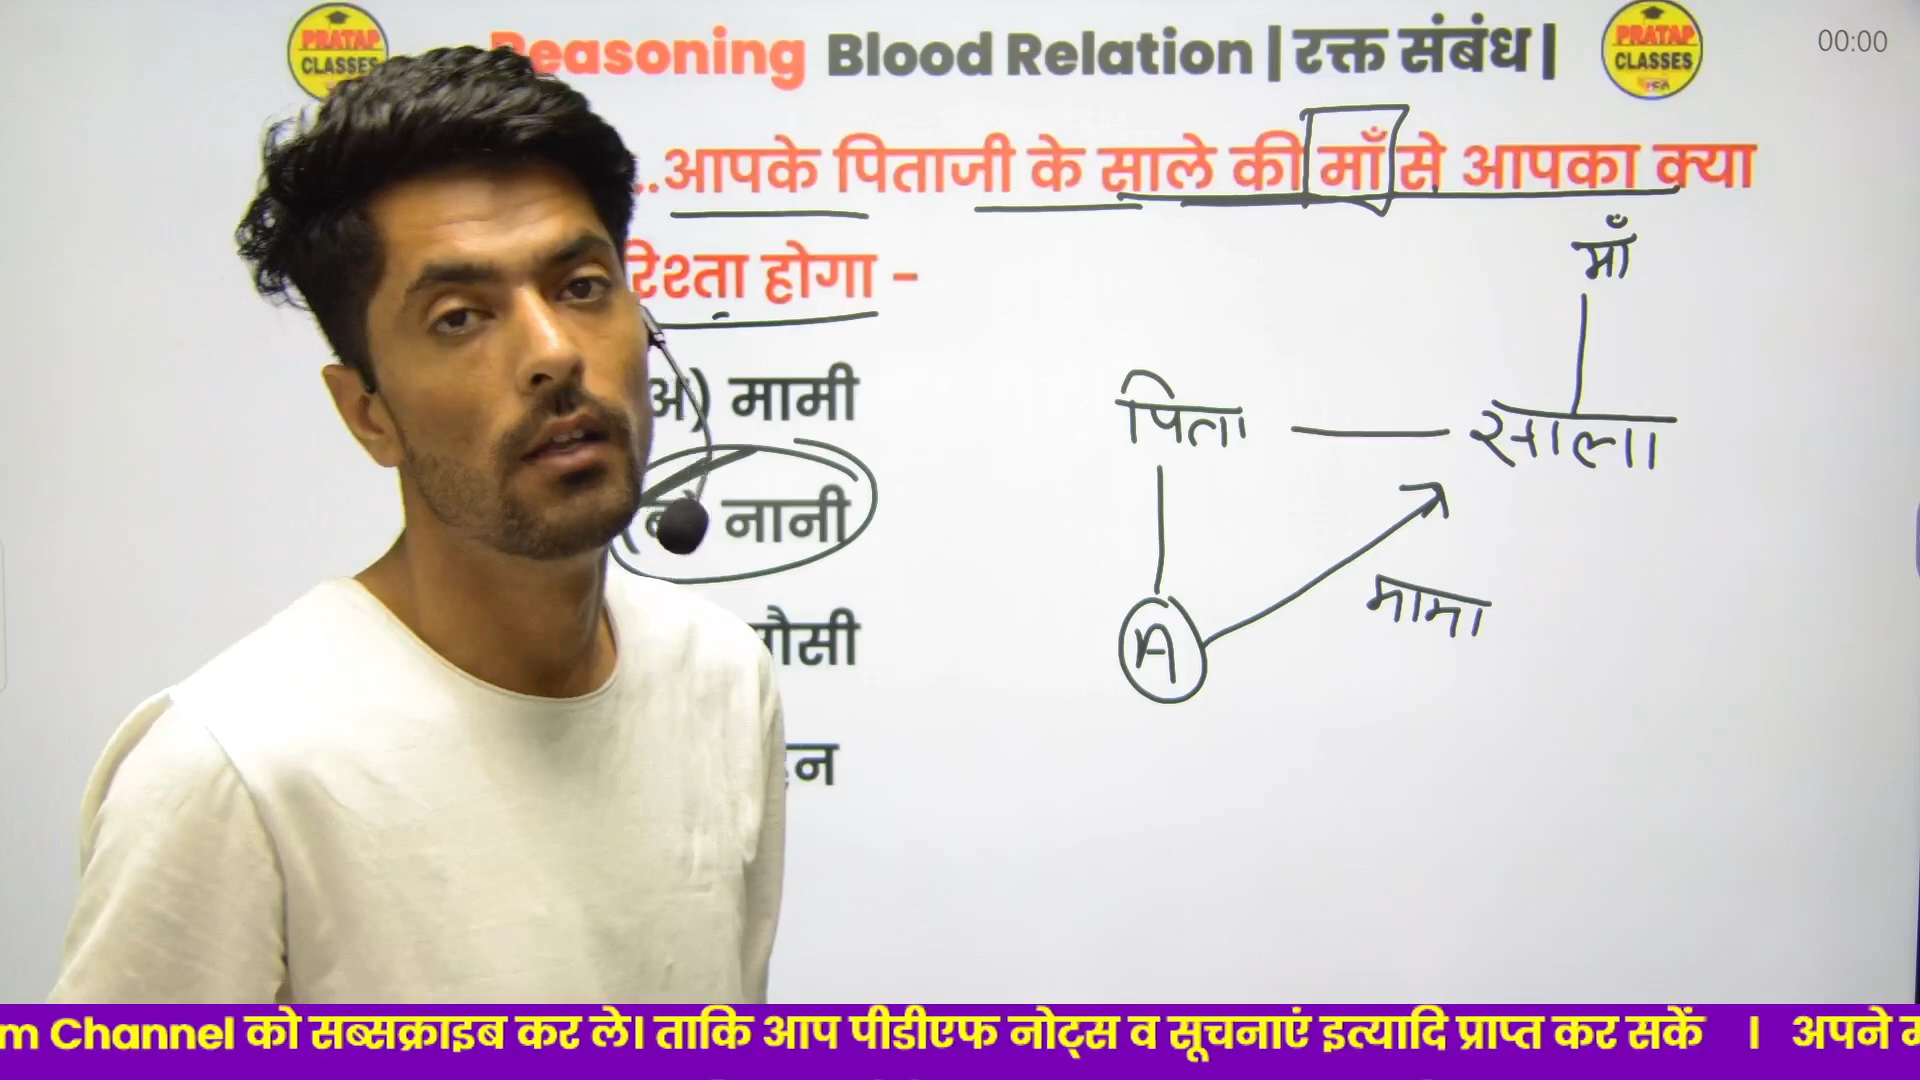 PRATAP
CLASSES
Reasoning Blood Relation | रक्त संबंध |
PRATAP
CLASSES
00:00
..आपके पिताजी के साले की माँ से आपका क्या
रिश्ता होगा -
माँ
अ) मामी
पिता
साला
नानी
मामा
A
m Channel को सब्सक्राइब कर ले। ताकि आप पीडीएफ नोट्स व सूचनाएं इत्यादि प्राप्त कर सकें । अपने